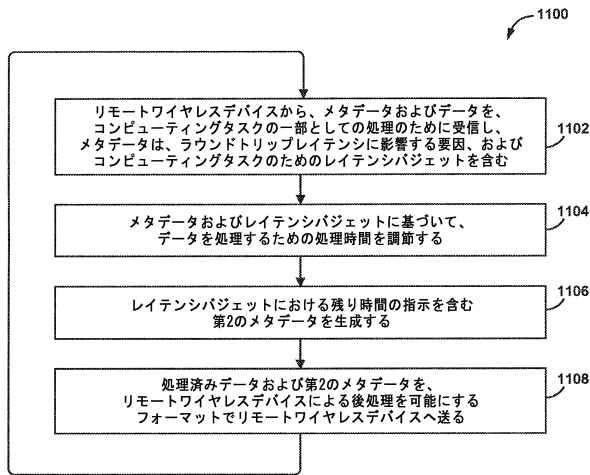 1100
リモートワイヤレスデバイスから、メタデータおよびデータを、
コンピューティングタスクの一部としての処理のために受信し、
メタデータは、ラウンドトリップレイテンシに影響する要因、および
コンピューティングタスクのためのレイテンシバジェットを含む
1102
メタデータおよびレイテンシバジェットに基づいて、
データを処理するための処理時間を調節する
1104
レイテンシバジェットにおける残り時間の指示を含む
第2のメタデータを生成する
1106
処理済みデータおよび第2のメタデータを、
リモートワイヤレスデバイスによる後処理を可能にする
フォーマットでリモートワイヤレスデバイスへ送る
1108